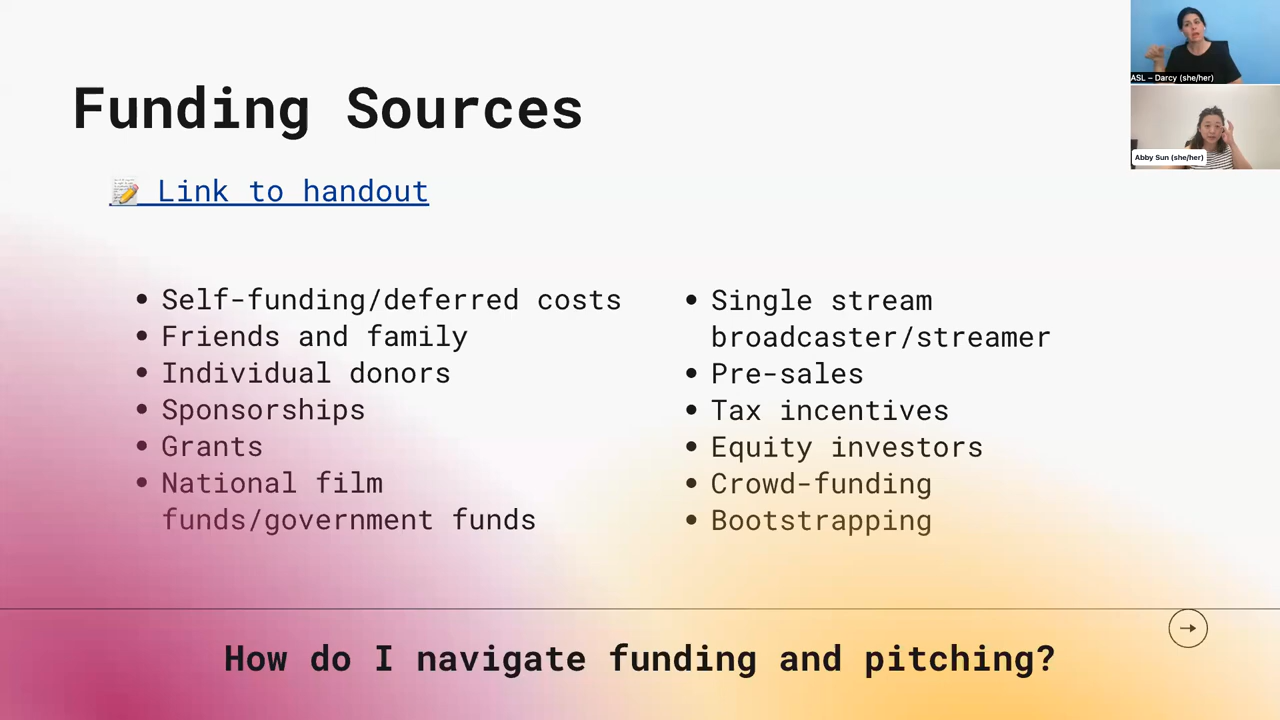 Funding Sources
📝 Link to handout
• Self-funding/deferred costs
• Friends and family
• Individual donors
• Sponsorships
• Grants
• National film
funds/government funds
• Single stream
broadcaster/streamer
• Pre-sales
• Tax incentives
• Equity investors
• Crowd-funding
• Bootstrapping
How do I navigate funding and pitching?
ASL – Darcy (she/her)
Abby Sun (she/her)